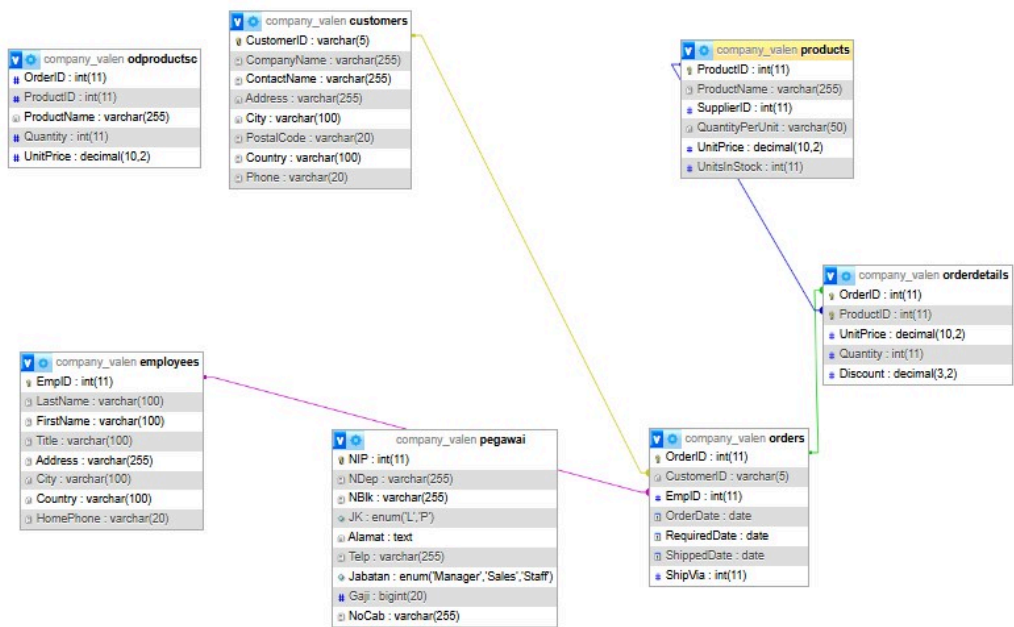 company_valen odproductsc
OrderID : int(11)
ProductID : int(11)
ProductName : varchar(255)
Quantity : int(11)
UnitPrice : decimal(10,2)
company_valen customers
CustomerID : varchar(5)
CompanyName : varchar(255)
ContactName : varchar(255)
Address : varchar(255)
City : varchar(100)
PostalCode : varchar(20)
Country : varchar(100)
Phone : varchar(20)
company_valen products
ProductID : int(11)
ProductName : varchar(255)
SupplierID : int(11)
QuantityPerUnit : varchar(50)
UnitPrice : decimal(10,2)
UnitsInStock : int(11)
company_valen orderdetails
OrderID : int(11)
ProductID : int(11)
UnitPrice : decimal(10,2)
Quantity : int(11)
Discount : decimal(3,2)
company_valen employees
EmpID : int(11)
LastName : varchar(100)
FirstName : varchar(100)
Title : varchar(100)
Address : varchar(255)
City : varchar(100)
Country : varchar(100)
HomePhone : varchar(20)
company_valen pegawai
NIP : int(11)
NDep : varchar(255)
NBlk : varchar(255)
JK : enum('L','P')
Alamat : text
Telp : varchar(255)
Jabatan : enum('Manager','Sales','Staff')
Gaji : bigint(20)
NoCab : varchar(255)
company_valen orders
OrderID : int(11)
CustomerID : varchar(5)
EmpID : int(11)
OrderDate : date
RequiredDate : date
ShippedDate : date
ShipVia : int(11)